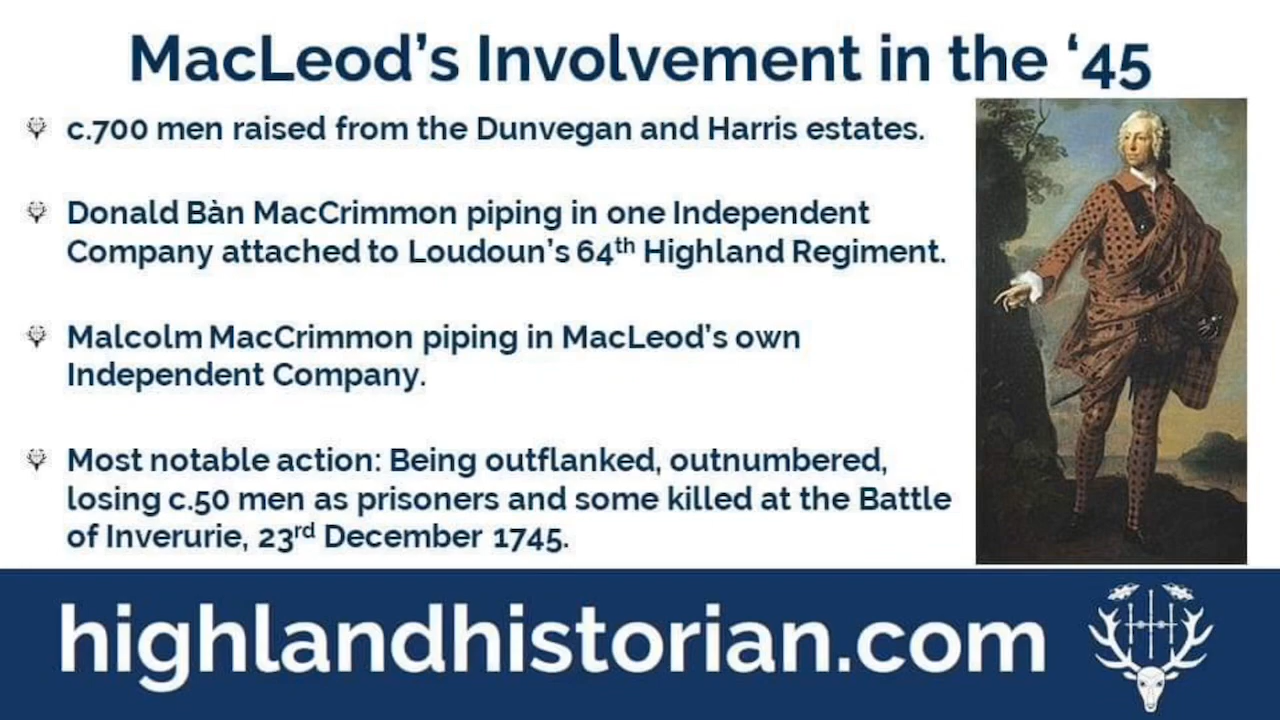 MacLeod’s Involvement in the ‘45
c.700 men raised from the Dunvegan and Harris estates.
Donald Bàn MacCrimmon piping in one Independent
Company attached to Loudoun’s 64th Highland Regiment.
Malcolm MacCrimmon piping in MacLeod’s own
Independent Company.
Most notable action: Being outflanked, outnumbered,
losing c.50 men as prisoners and some killed at the Battle
of Inverurie, 23rd December 1745.
highlandhistorian.com